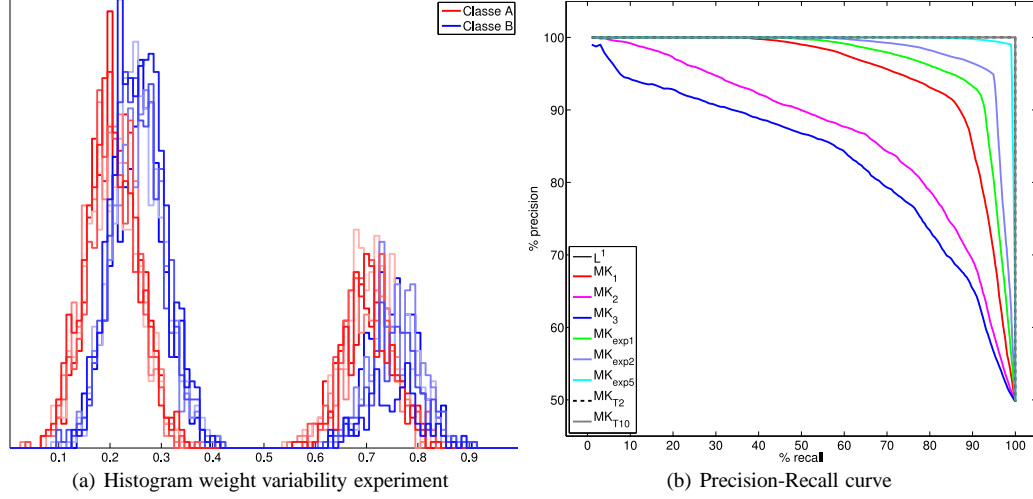 Classe A
Classe B
0.1 0.2 0.3 0.4 0.5 0.6 0.7 0.8 0.9
(a) Histogram weight variability experiment
100
90
80
70
60
50
% precision
L1
MK1
MK2
MK3
MKexp1
MKexp2
MKexp5
MKT2
MKT10
0 10 20 30 40 50 60 70 80 90 100
% recall
(b) Precision-Recall curve